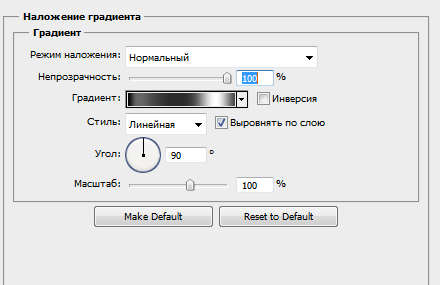 Наложение градиента
Градиент
Режим наложения: Нормальный
Непрозрачность: 100 %
Градиент: Инверсия
Стиль: Линейная Выровнять по слою
Угол: 90 °
Масштаб: 100 %
Make Default Reset to Default